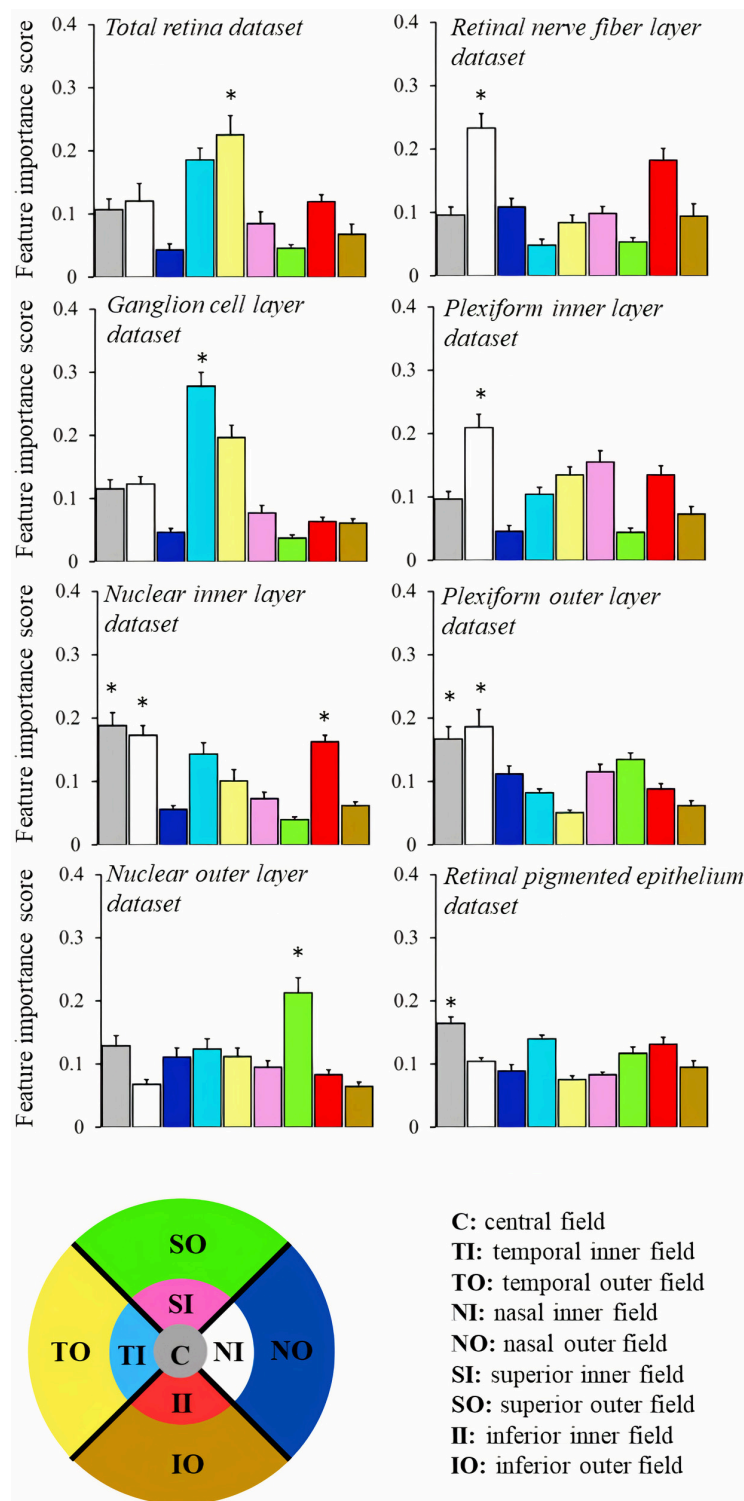 Total retina dataset
Feature importance score
0.4
0.3
0.2
0.1
0
*
Retinal nerve fiber layer
dataset
0.4
0.3
0.2
0.1
0
*
Ganglion cell layer
dataset
Feature importance score
0.4
0.3
0.2
0.1
0
*
Plexiform inner layer
dataset
0.4
0.3
0.2
0.1
0
*
Nuclear inner layer
dataset
Feature importance score
0.4
0.3
0.2
0.1
0
*
*
*
Plexiform outer layer
dataset
0.4
0.3
0.2
0.1
0
*
*
Nuclear outer layer
dataset
Feature importance score
0.4
0.3
0.2
0.1
0
*
Retinal pigmented epithelium
dataset
0.4
0.3
0.2
0.1
0
*
SO
SI
TO
TI
C
NI
NO
II
IO
C: central field
TI: temporal inner field
TO: temporal outer field
NI: nasal inner field
NO: nasal outer field
SI: superior inner field
SO: superior outer field
II: inferior inner field
IO: inferior outer field